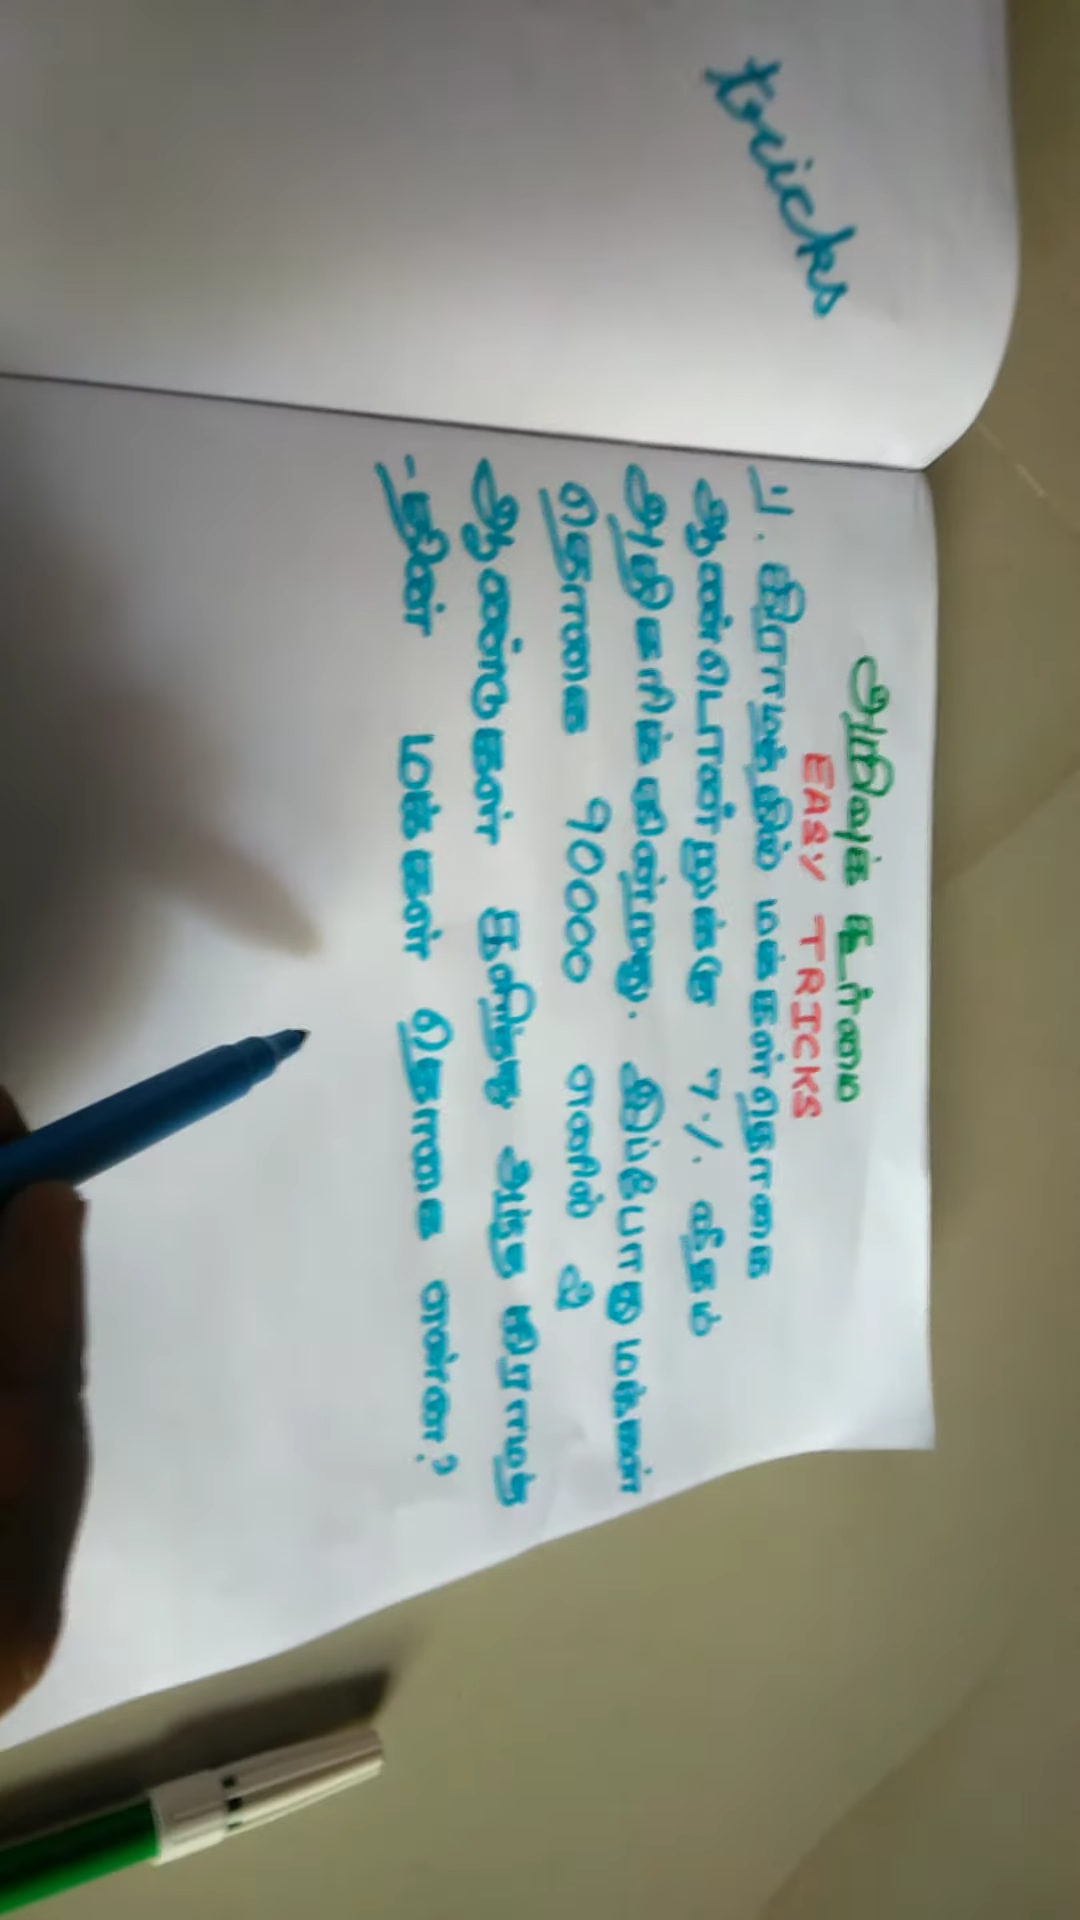 tricks
அறிவுக் கூர்மை
EASY TRICKS
1. கிராமத்தில் மக்கள்தொகை
ஆண்டொன்றுக்கு 7% வீதம்
அதிகரிக்கின்றது. இப்போது மக்கள்
தொகை 90000 எனில்
ஆண்டுகள் கழித்து அந்த கிராமத்
-தின் மக்கள் தொகை என்ன?